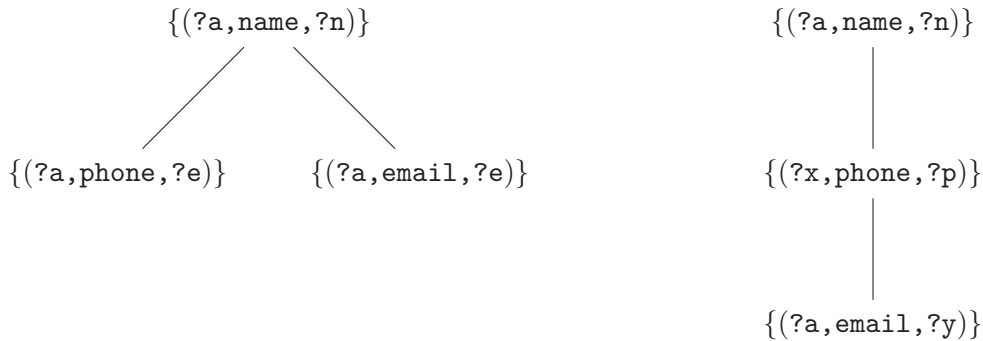 {(?a,name,?n)}
{(?a,phone,?e)}
{(?a,email,?e)}
{(?a,name,?n)}
{(?x,phone,?p)}
{(?a,email,?y)}